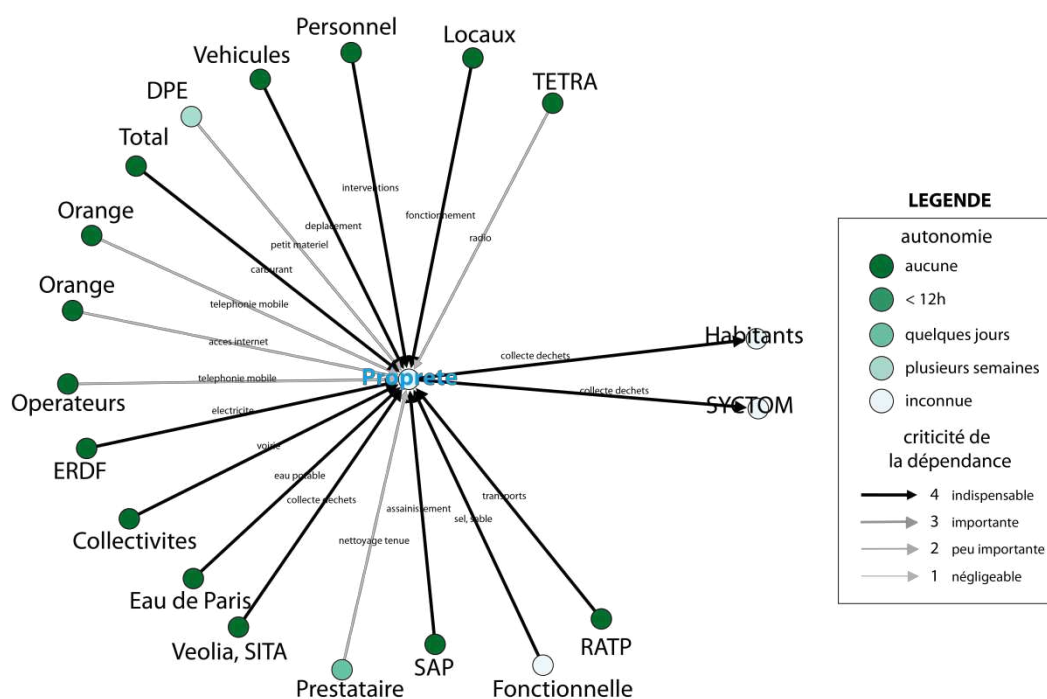 Personnel
Locaux
Vehicules
TETRA
DPE
Total
Orange
Orange
Operateurs
ERDF
Collectivites
Eau de Paris
Veolia, SITA
Prestataire
SAP
Fonctionnelle
RATP
Habitants
SYCTOM
Proprete
interventions
fonctionnement
deplacement
radio
petit materiel
carburant
telephonie mobile
acces internet
telephonie mobile
electricite
voirie
eau potable
collecte dechets
nettoyage tenue
assainissement
sel, sable
transports
collecte dechets
collecte dechets
LEGENDE
autonomie
aucune
< 12h
quelques jours
plusieurs semaines
inconnue
criticité de
la dépendance
4 indispensable
3 importante
2 peu importante
1 négligeable